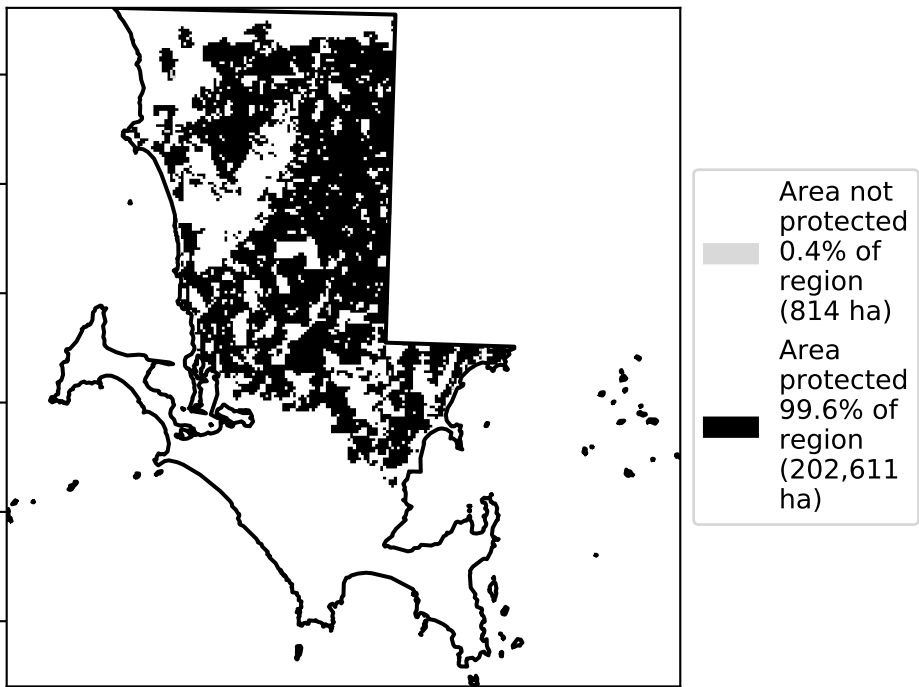 Area not
protected
0.4% of
region
(814 ha)
Area
protected
99.6% of
region
(202,611
ha)